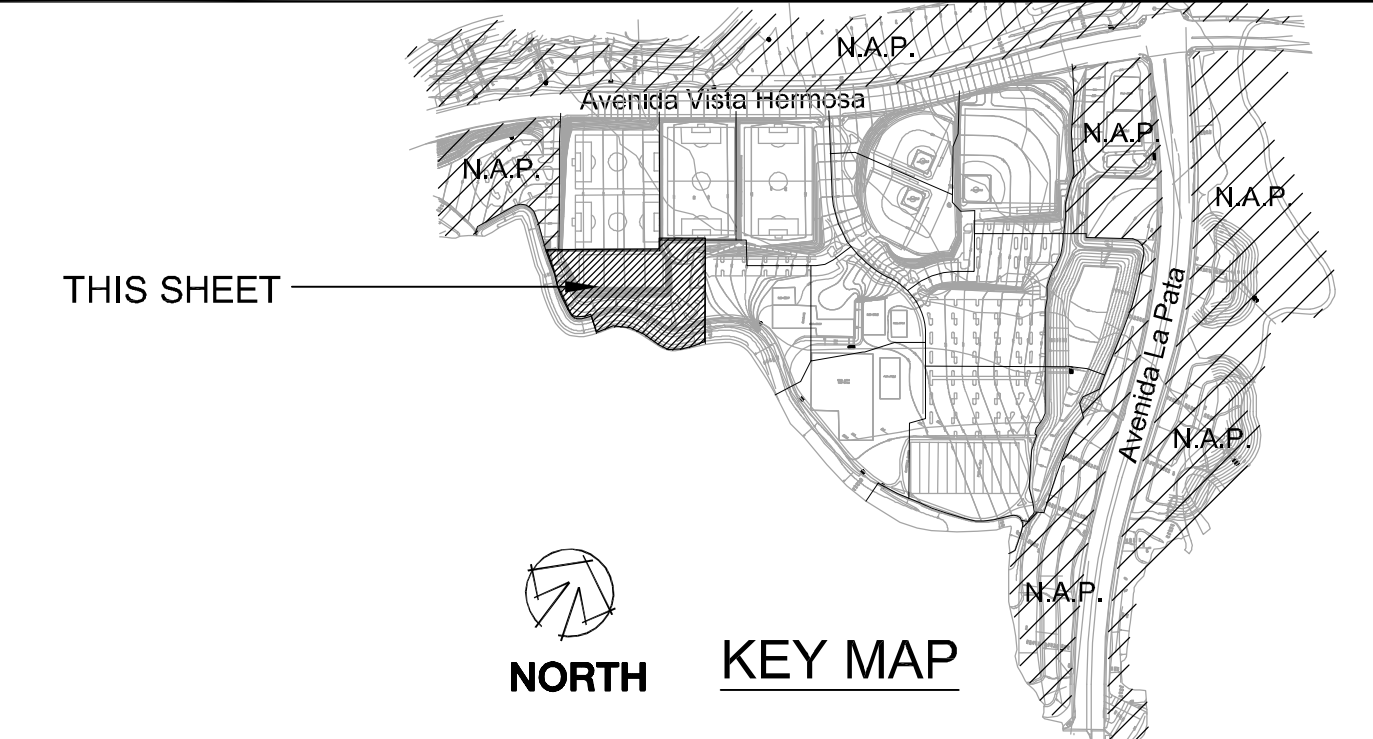 N.A.P.
Avenida Vista Hermosa
N.A.P.
N.A.P.
N.A.P.
THIS SHEET
Avenida La Pata
N.A.P.
N.A.P.
NORTH
KEY MAP